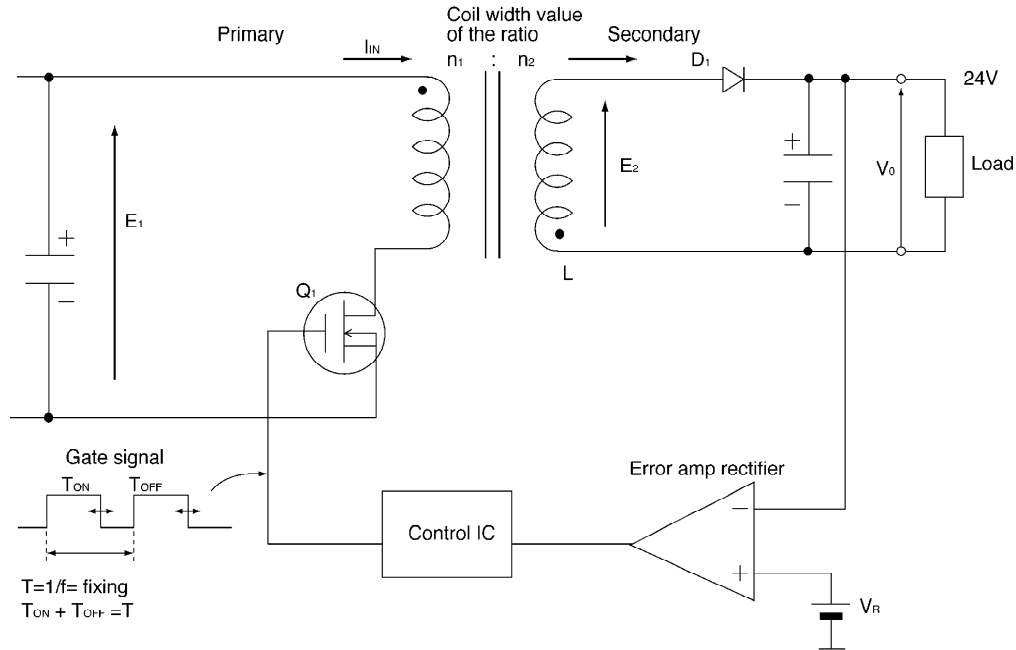 Coil width value
of the ratio
Primary
Secondary
IIN
n1 : n2
D1
24V
+
−
E1
E2
+
−
V0
Load
L
Q1
Gate signal
TON
TOFF
Error amp rectifier
Control IC
−
+
VR
T=1/f= fixing
TON + TOFF =T